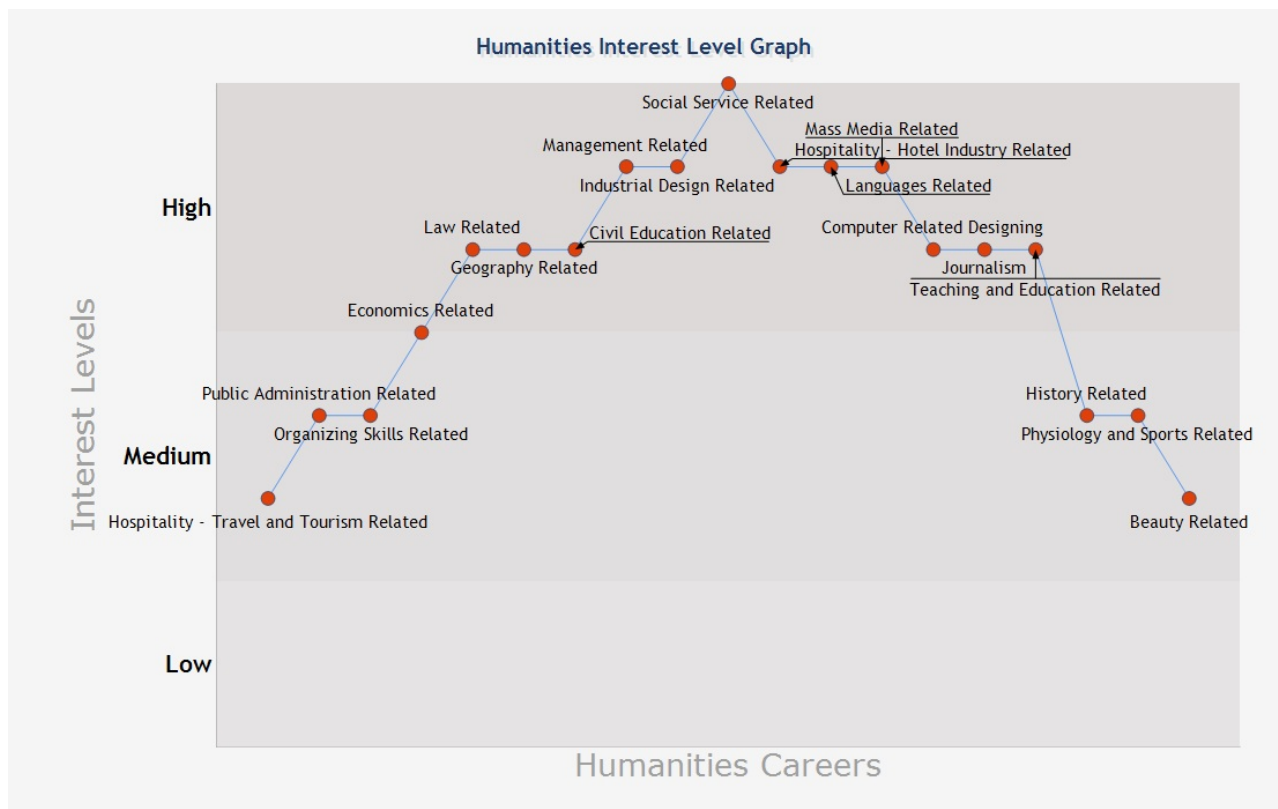 Humanities Interest Level Graph
Social Service Related
Mass Media Related
Management Related
Hospitality - Hotel Industry Related
Industrial Design Related
Languages Related
High
Law Related
Civil Education Related
Computer Related Designing
Geography Related
Journalism
Teaching and Education Related
Economics Related
Interest Levels
Public Administration Related
History Related
Organizing Skills Related
Physiology and Sports Related
Medium
Hospitality - Travel and Tourism Related
Beauty Related
Low
Humanities Careers